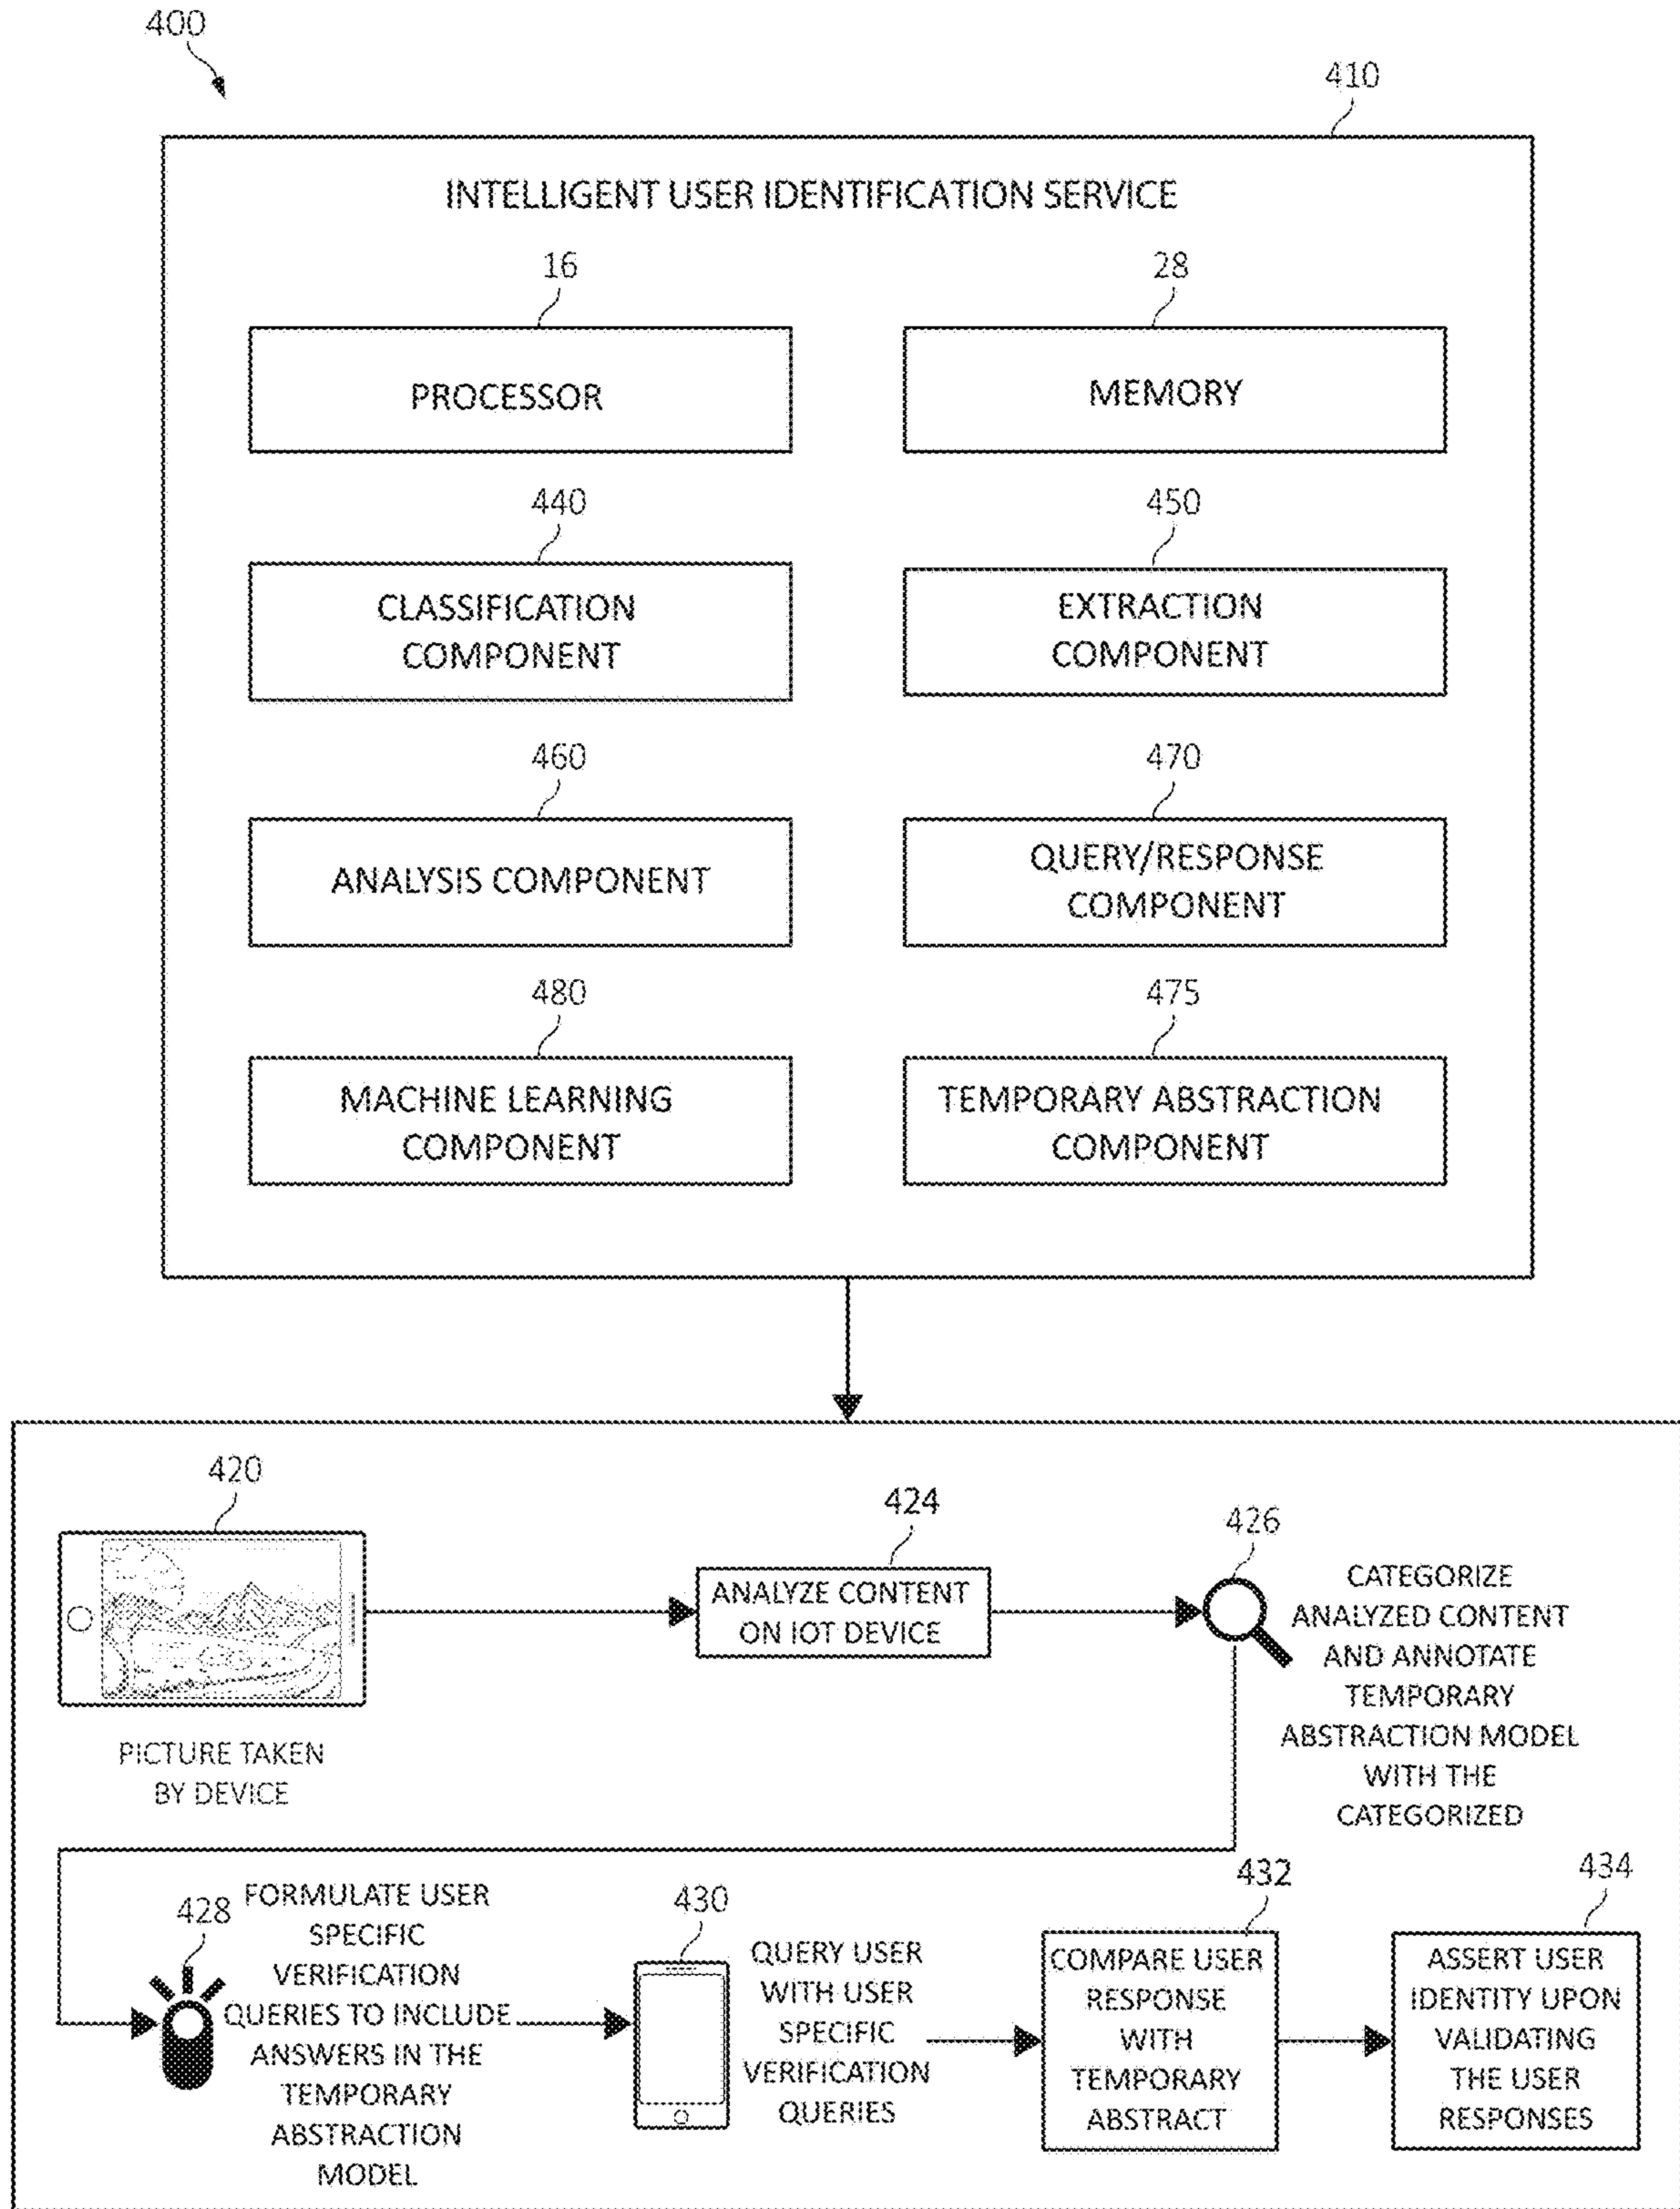 400
410
INTELLIGENT USER IDENTIFICATION SERVICE
16
28
PROCESSOR
MEMORY
440
450
CLASSIFICATION
COMPONENT
EXTRACTION
COMPONENT
460
470
ANALYSIS COMPONENT
QUERY/RESPONSE
COMPONENT
480
475
MACHINE LEARNING
COMPONENT
TEMPORARY ABSTRACTION
COMPONENT
420
PICTURE TAKEN
BY DEVICE
424
ANALYZE CONTENT
ON IOT DEVICE
426
CATEGORIZE
ANALYZED CONTENT
AND ANNOTATE
TEMPORARY
ABSTRACTION MODEL
WITH THE
CATEGORIZED
428
FORMULATE USER
SPECIFIC
VERIFICATION
QUERIES TO INCLUDE
ANSWERS IN THE
TEMPORARY
ABSTRACTION
MODEL
430
QUERY USER
WITH USER
SPECIFIC
VERIFICATION
QUERIES
432
COMPARE USER
RESPONSE
WITH
TEMPORARY
ABSTRACT
434
ASSERT USER
IDENTITY UPON
VALIDATING
THE USER
RESPONSES